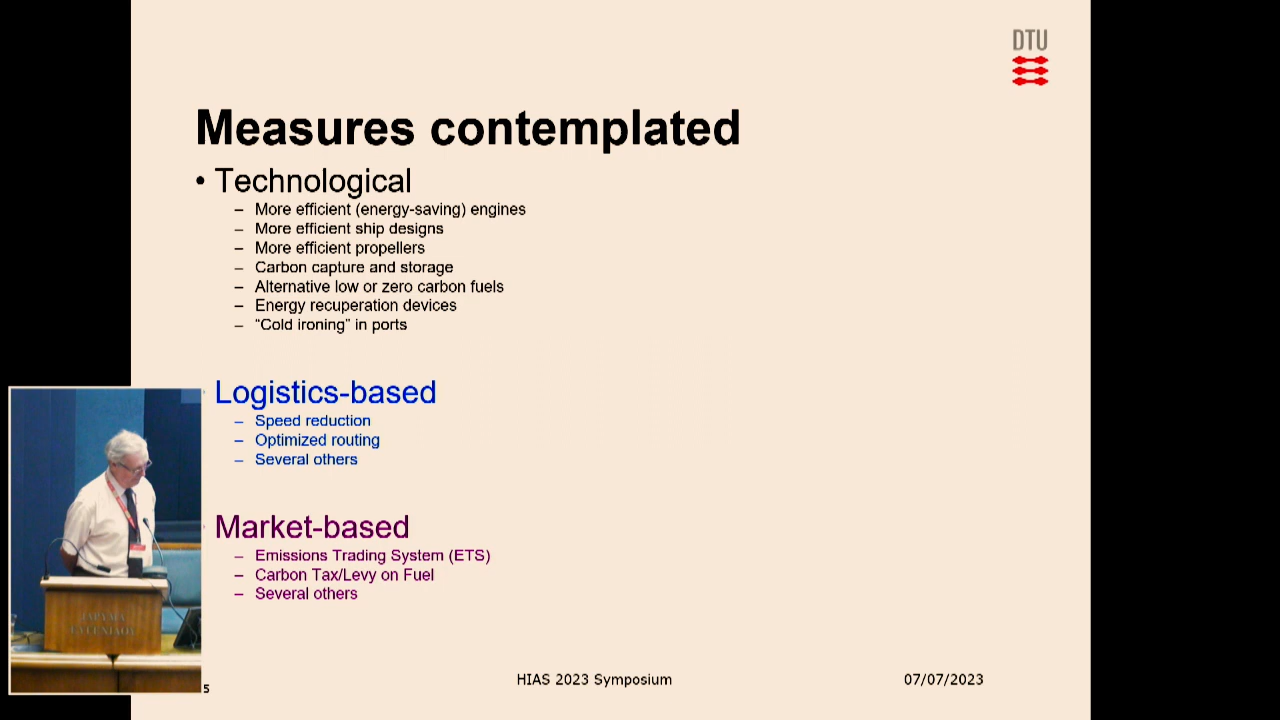 DTU
Measures contemplated
• Technological
– More efficient (energy-saving) engines
– More efficient ship designs
– More efficient propellers
– Carbon capture and storage
– Alternative low or zero carbon fuels
– Energy recuperation devices
– “Cold ironing” in ports
Logistics-based
– Speed reduction
– Optimized routing
– Several others
Market-based
– Emissions Trading System (ETS)
– Carbon Tax/Levy on Fuel
– Several others
ΙΔΡΥΜΑ
ΕΥΓΕΝΙΔΟΥ
5
HIAS 2023 Symposium
07/07/2023